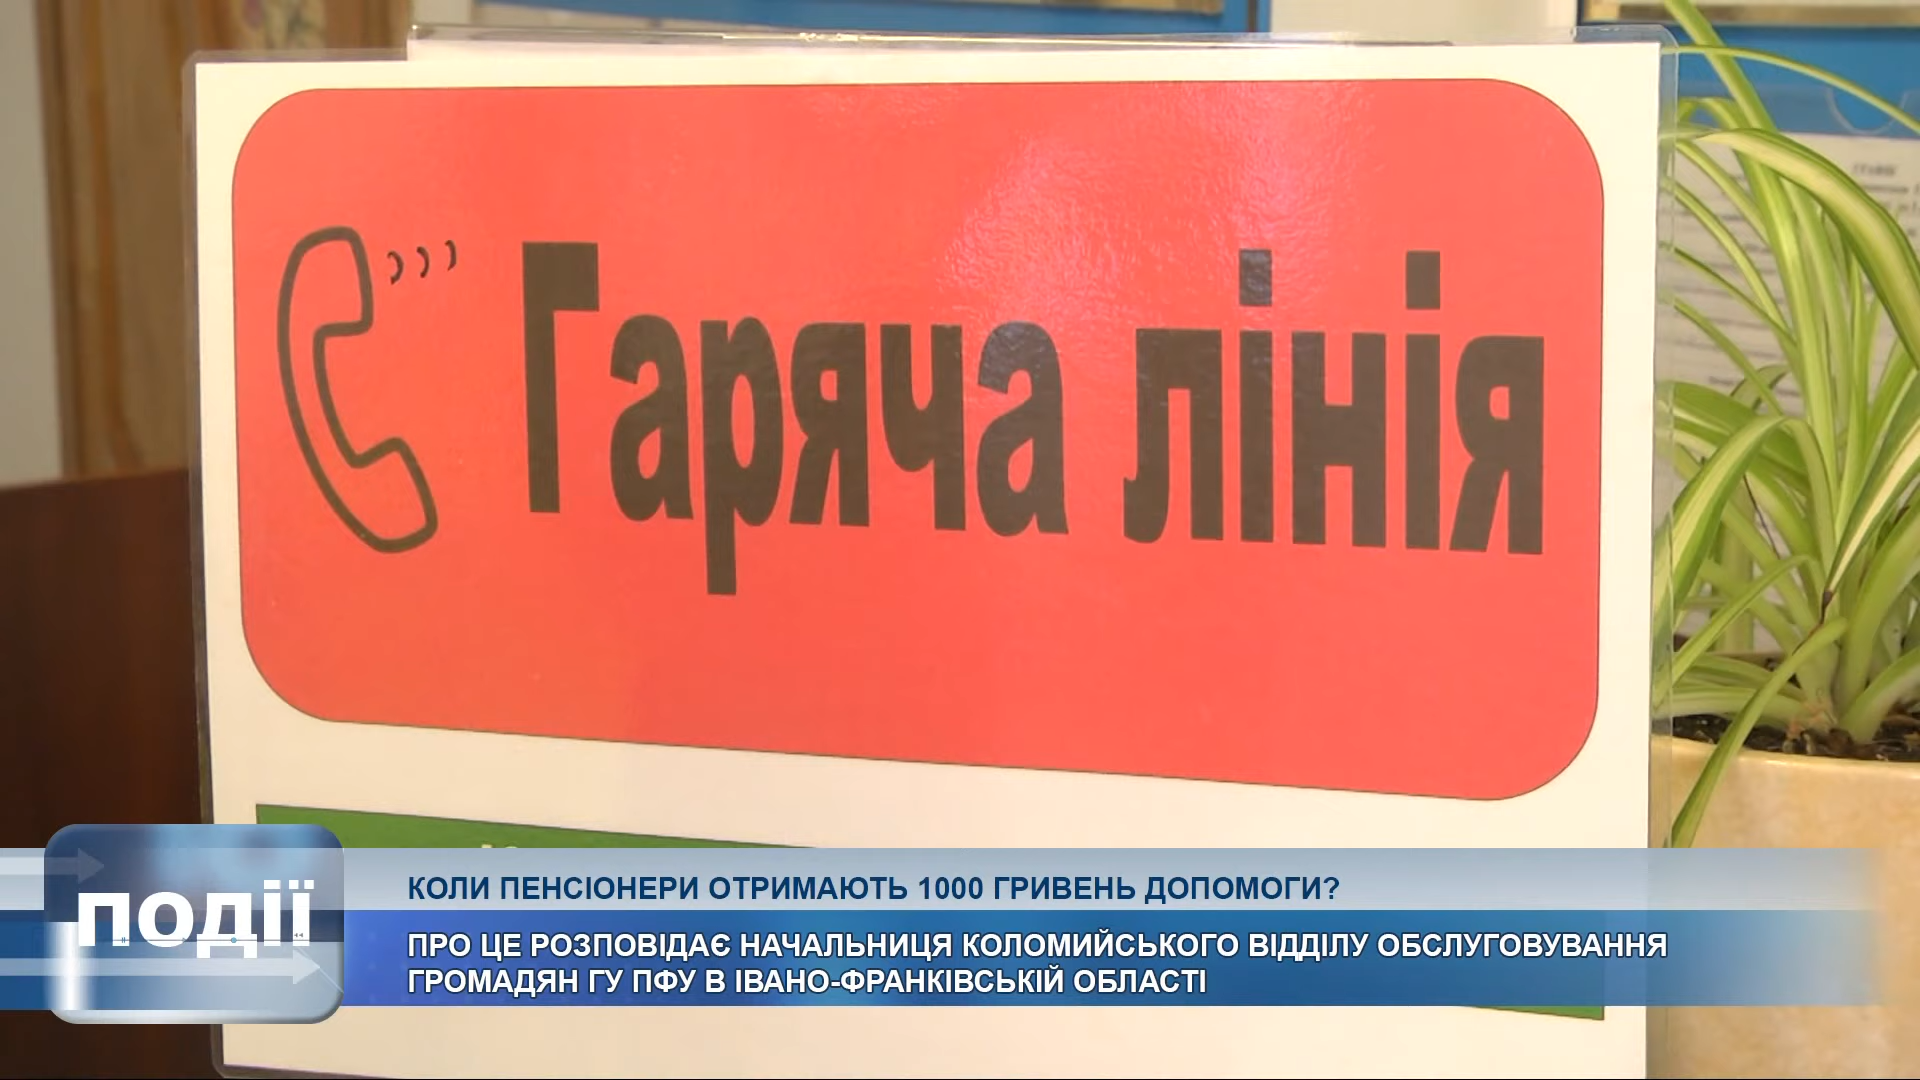 Гаряча лінія
КОЛИ ПЕНСІОНЕРИ ОТРИМАЮТЬ 1000 ГРИВЕНЬ ДОПОМОГИ?
події
ПРО ЦЕ РОЗПОВІДАЄ НАЧАЛЬНИЦЯ КОЛОМИЙСЬКОГО ВІДДІЛУ ОБСЛУГОВУВАННЯ
ГРОМАДЯН ГУ ПФУ В ІВАНО-ФРАНКІВСЬКІЙ ОБЛАСТІ